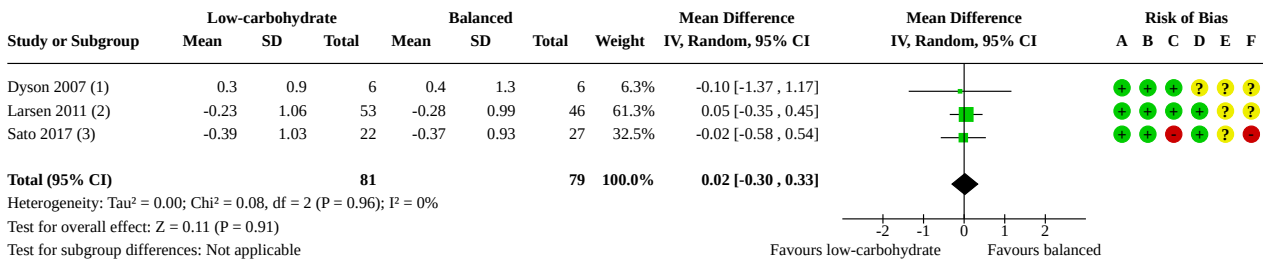 Low-carbohydrate Balanced Mean Difference Mean Difference Risk of Bias
Study or Subgroup Mean SD Total Mean SD Total Weight IV, Random, 95% CI IV, Random, 95% CI A B C D E F
Dyson 2007 (1) 0.3 0.9 6 0.4 1.3 6 6.3% -0.10 [-1.37 , 1.17] + + + ? ? ?
Larsen 2011 (2) -0.23 1.06 53 -0.28 0.99 46 61.3% 0.05 [-0.35 , 0.45] + + + + ? ?
Sato 2017 (3) -0.39 1.03 22 -0.37 0.93 27 32.5% -0.02 [-0.58 , 0.54] + + - + ? -
Total (95% CI) 81 79 100.0% 0.02 [-0.30 , 0.33]
Heterogeneity: Tau² = 0.00; Chi² = 0.08, df = 2 (P = 0.96); I² = 0%
Test for overall effect: Z = 0.11 (P = 0.91)
-2 -1 0 1 2
Test for subgroup differences: Not applicable Favours low-carbohydrate Favours balanced